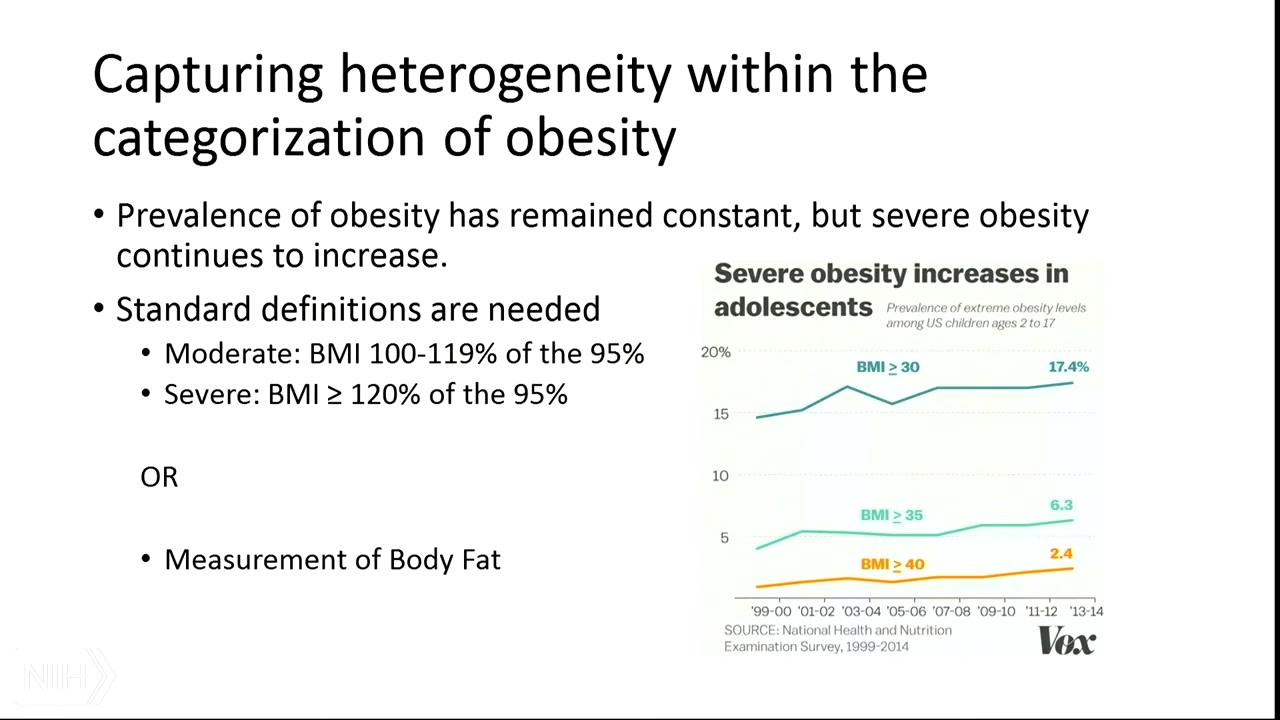 Capturing heterogeneity within the
categorization of obesity
• Prevalence of obesity has remained constant, but severe obesity
continues to increase.
• Standard definitions are needed
• Moderate: BMI 100-119% of the 95%
• Severe: BMI ≥ 120% of the 95%
OR
• Measurement of Body Fat
Severe obesity increases in
adolescents
Prevalence of extreme obesity levels
among US children ages 2 to 17
20%
BMI ≥ 30
17.4%
15
10
BMI ≥ 35
6.3
5
BMI ≥ 40
2.4
'99-00 '01-02 '03-04 '05-06 '07-08 '09-10 '11-12 '13-14
SOURCE: National Health and Nutrition
Examination Survey, 1999-2014
Vox
NIH